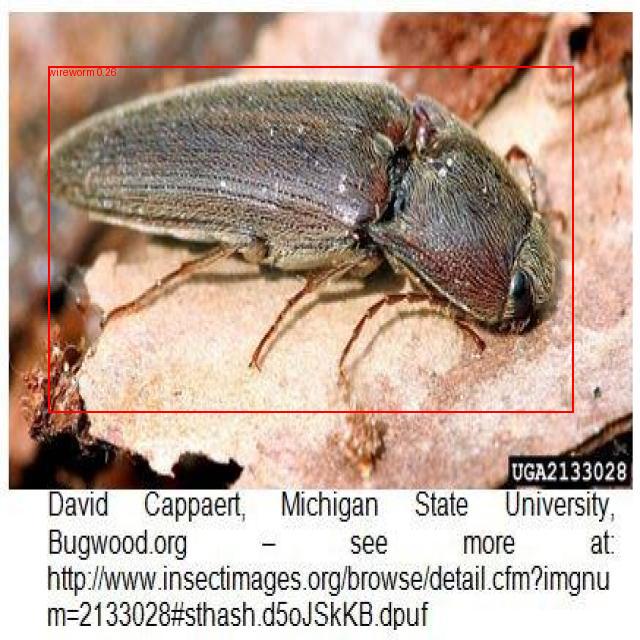 wireworm 0.26
UGA2133028
David Cappaert, Michigan State University,
Bugwood.org – see more at:
http://www.insectimages.org/browse/detail.cfm?imgnu
m=2133028#sthash.d5oJSkKB.dpuf